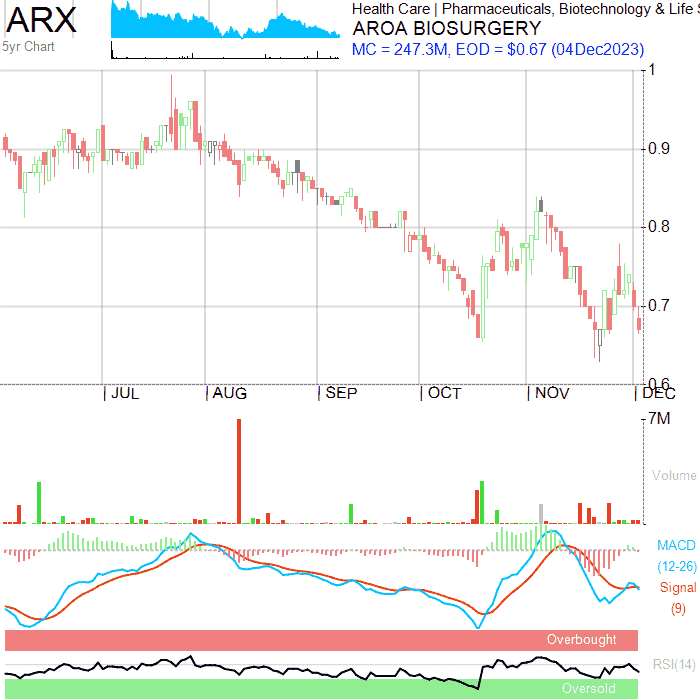 ARX
5yr Chart
Health Care | Pharmaceuticals, Biotechnology & Life
AROA BIOSURGERY
MC = 247.3M, EOD = $0.67 (04Dec2023)
1
0.9
0.8
0.7
0.6
| JUL | AUG | SEP | OCT | NOV | DEC
7M
Volume
MACD
(12-26)
Signal
(9)
Overbought
RSI(14)
Oversold